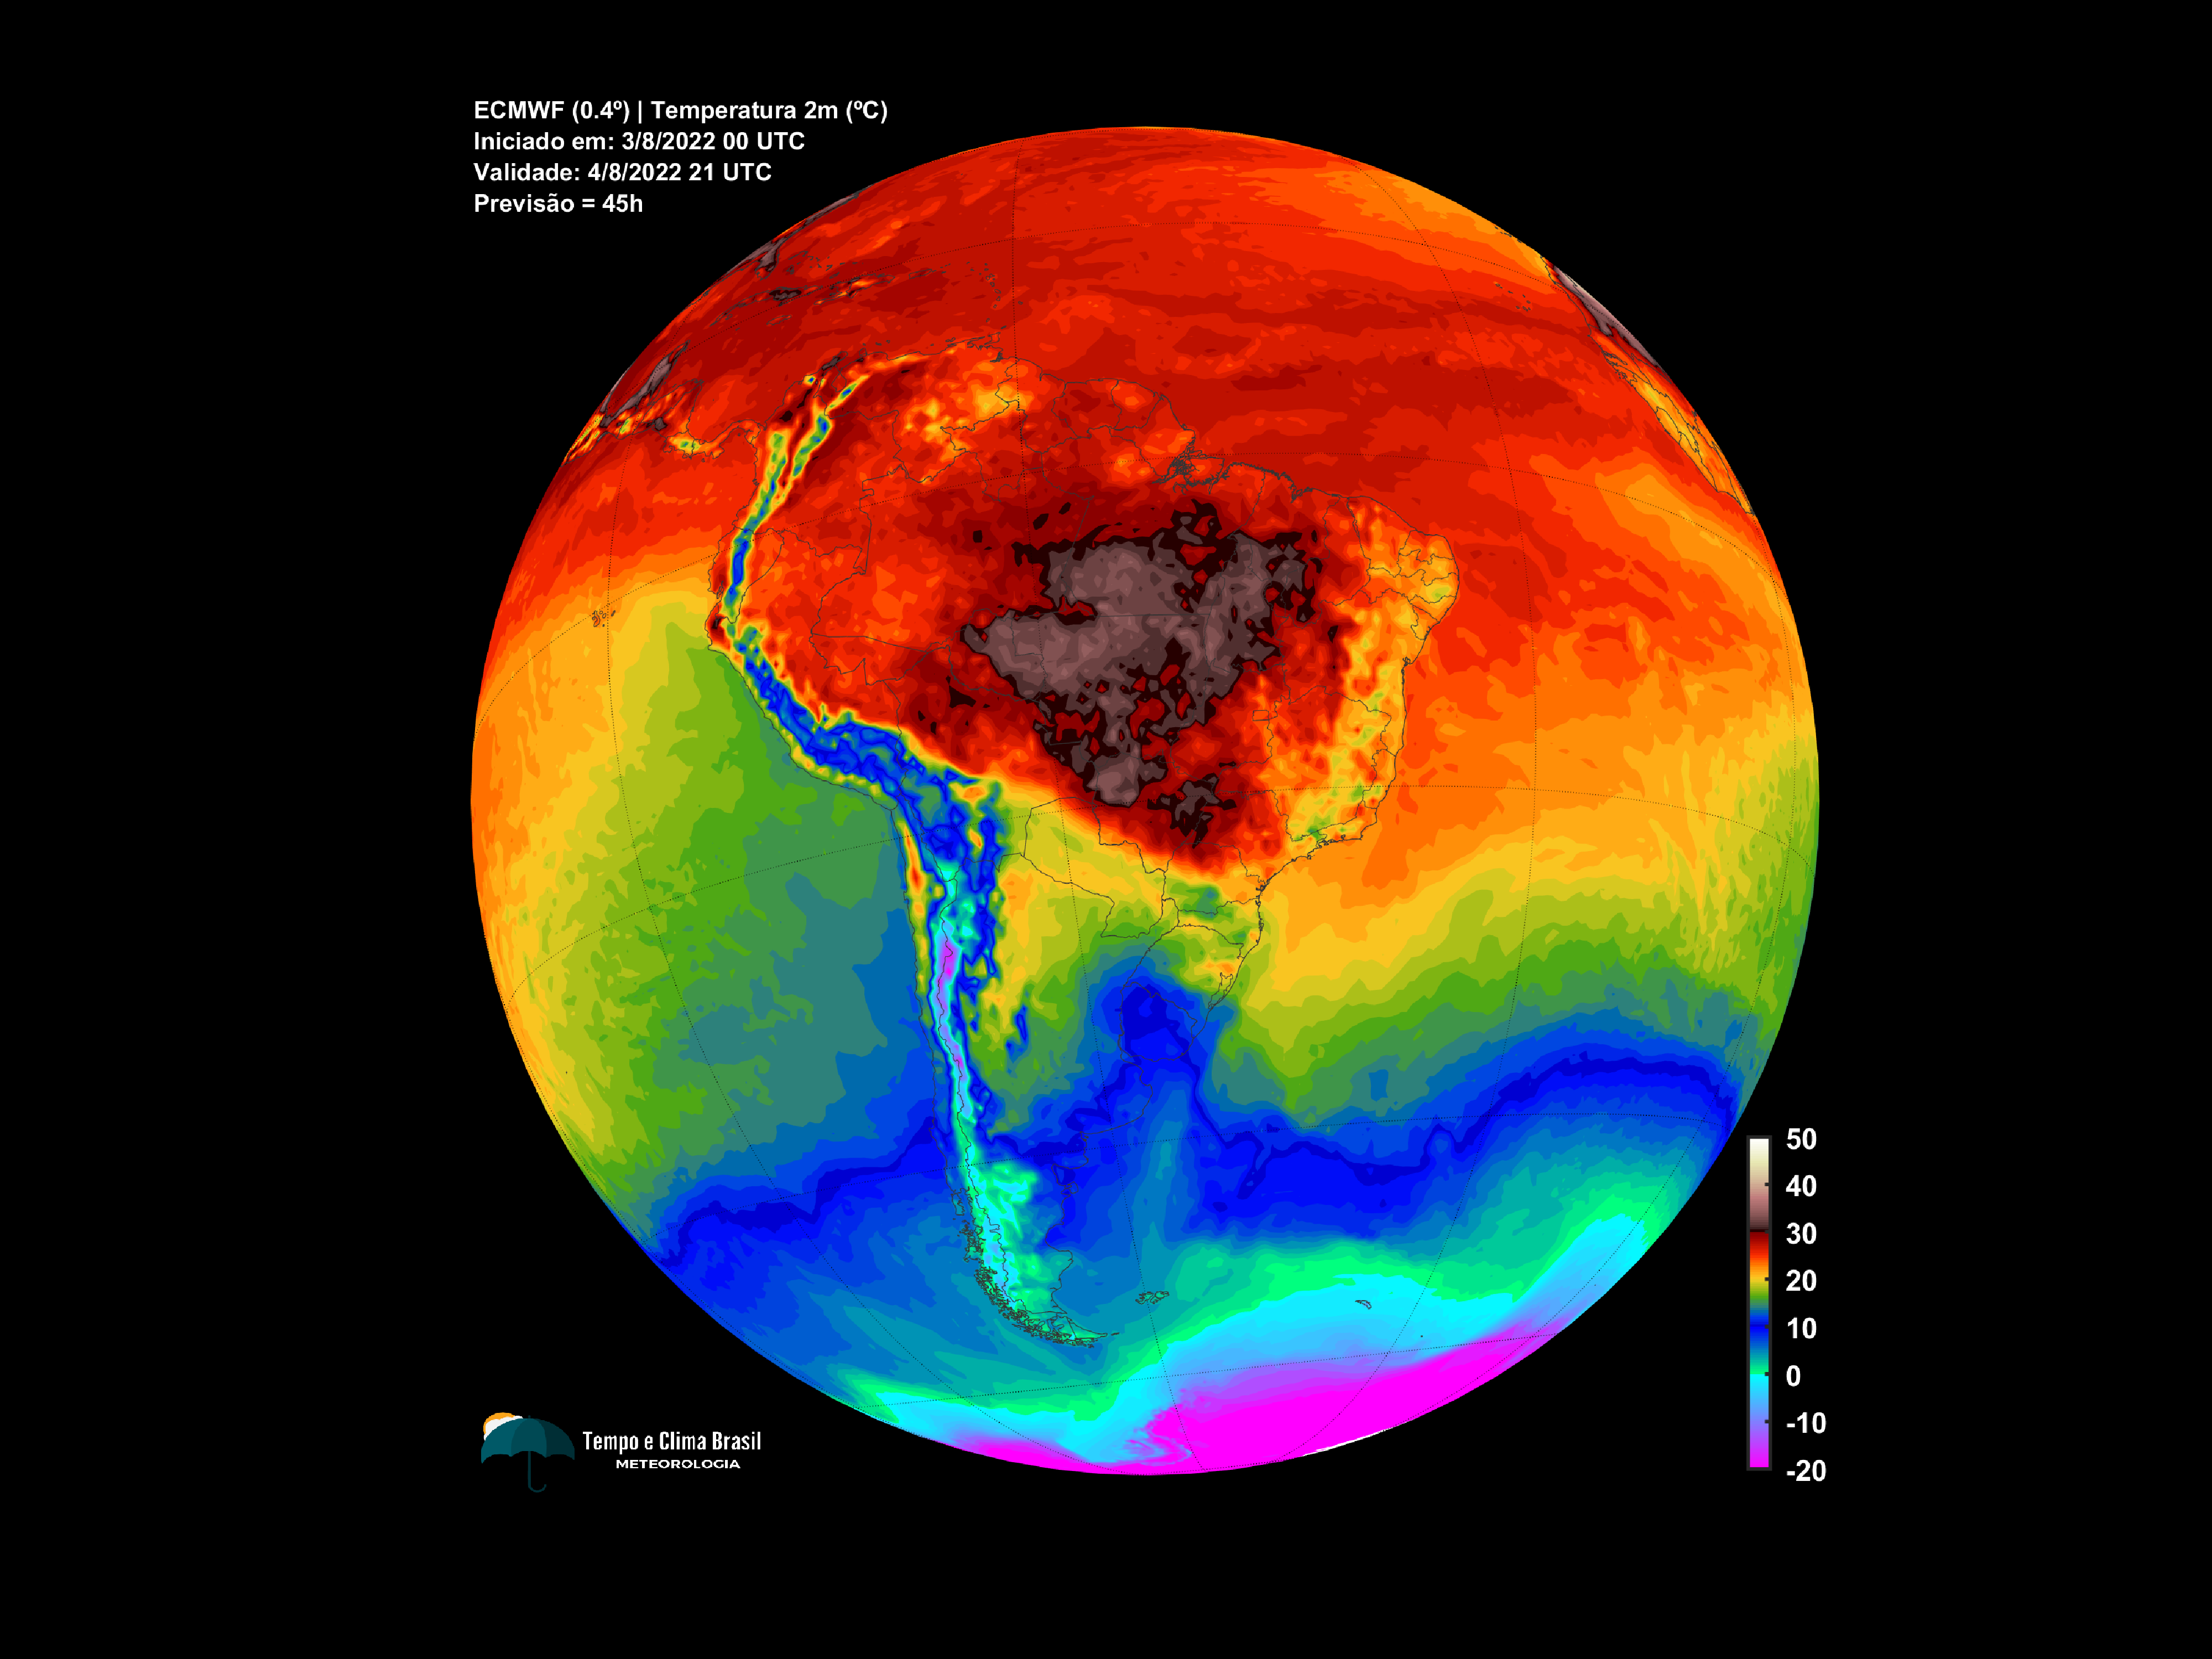 ECMWF (0.4º) | Temperatura 2m (ºC)
Iniciado em: 3/8/2022 00 UTC
Validade: 4/8/2022 21 UTC
Previsão = 45h
50
40
30
20
10
0
-10
-20
Tempo e Clima Brasil
METEOROLOGIA